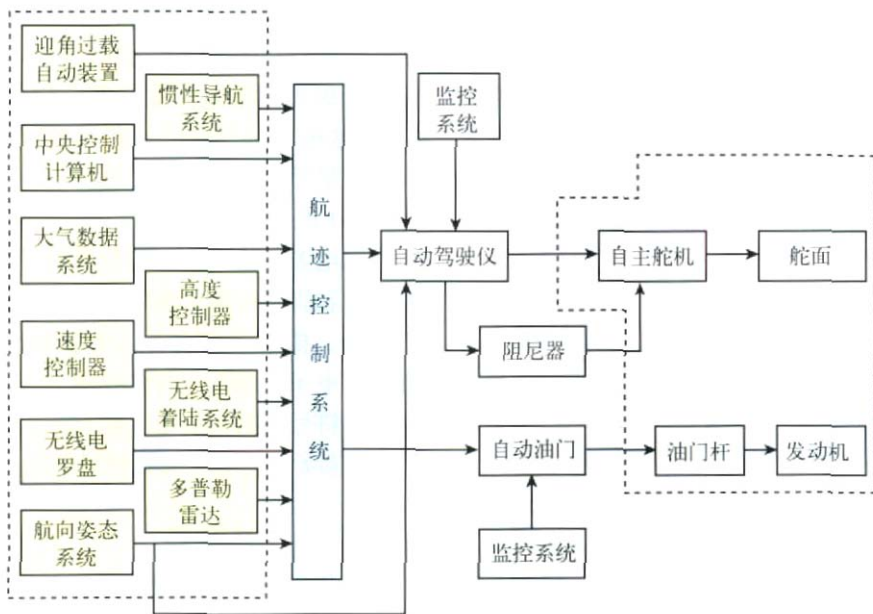 迎角过载
自动装置
惯性导航
系统
中央控制
计算机
大气数据
系统
高度
控制器
速度
控制器
无线电
着陆系统
无线电
罗盘
多普勒
雷达
航向姿态
系统
航
迹
控
制
系
统
监控
系统
自动驾驶仪
自主舵机
舵面
阻尼器
自动油门
油门杆
发动机
监控系统